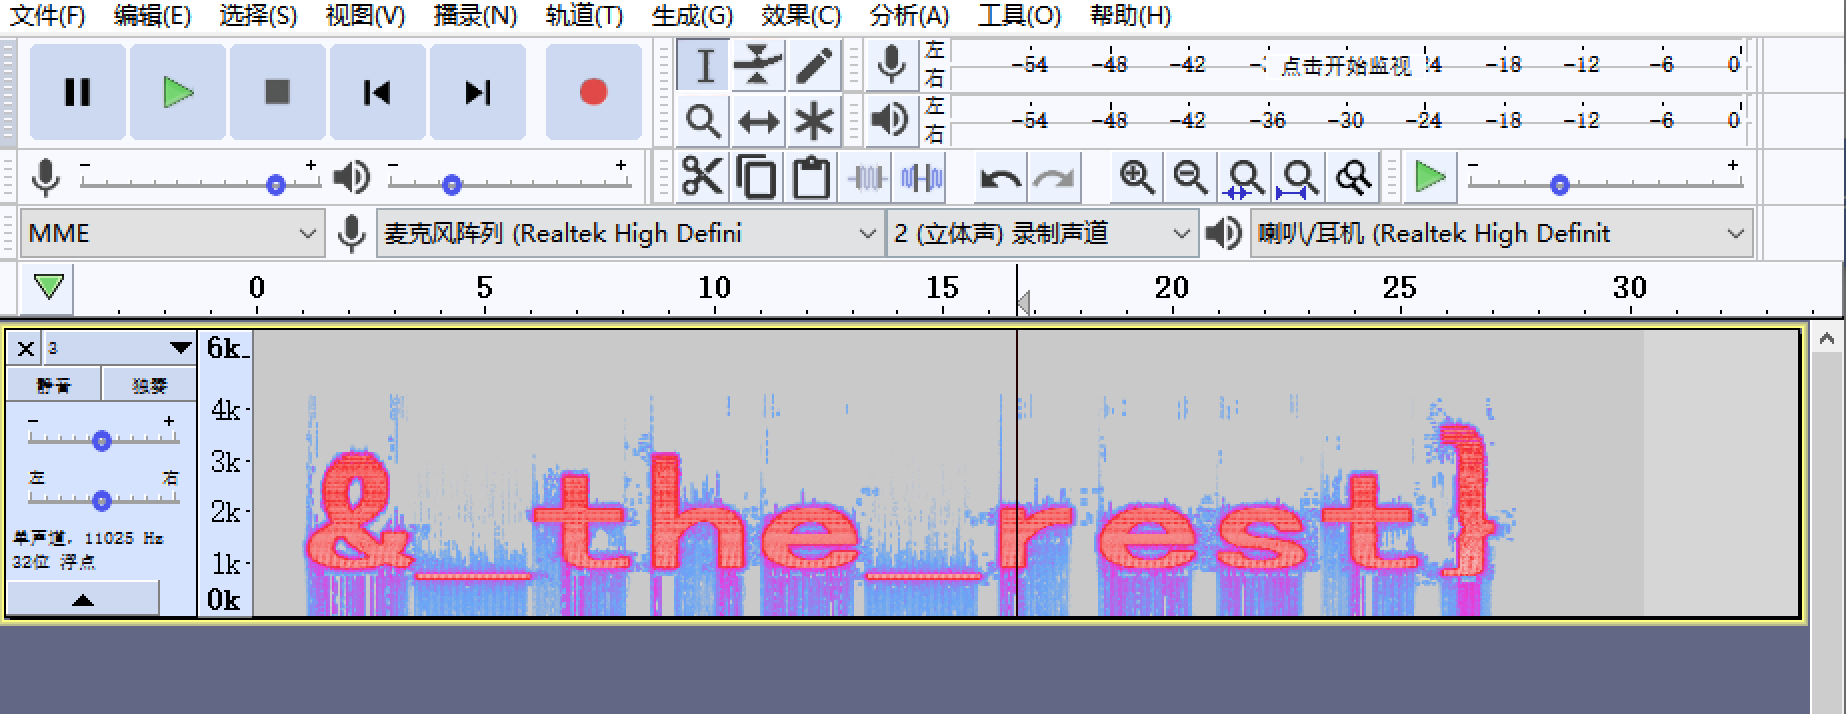 文件(F) 编辑(E) 选择(S) 视图(V) 播录(N) 轨道(T) 生成(G) 效果(C) 分析(A) 工具(O) 帮助(H)
左 右 -54 -48 -42 点击开始监视 -18 -12 -6 0
左 右 -54 -48 -42 -36 -30 -24 -18 -12 -6 0
- + - + - +
MME 麦克风阵列 (Realtek High Defini 2 (立体声) 录制声道 喇叭/耳机 (Realtek High Definit
0 5 10 15 20 25 30
× 3 6k
静音 独奏
- + 4k
左 右 3k
2k
单声道, 11025 Hz
32位 浮点 1k
0k
&_the_rest}